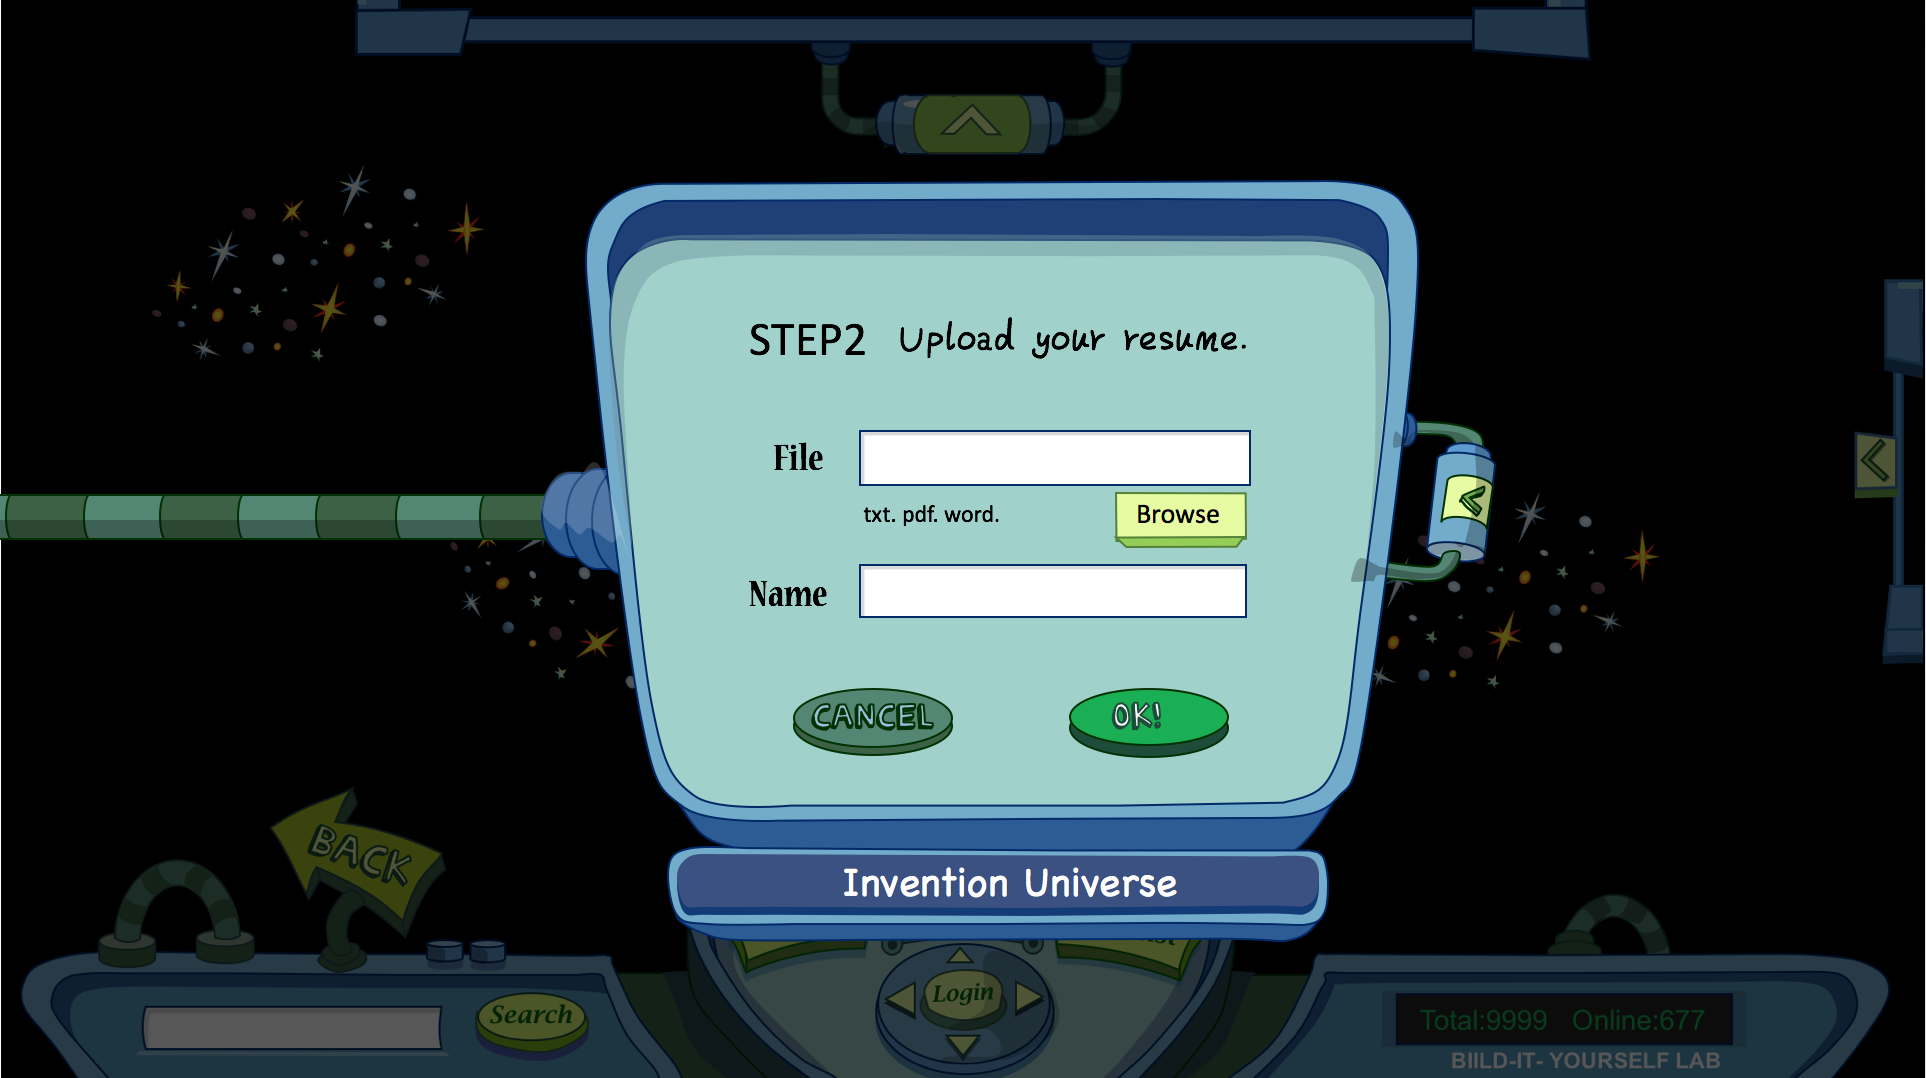 STEP2 Upload your resume.
File
txt. pdf. word.
Browse
Name
CANCEL
OK!
BACK
Invention Universe
Search
Login
Total:9999 Online:677
BIILD-IT- YOURSELF LAB